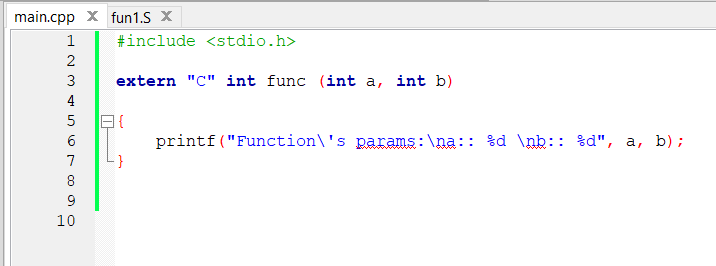 main.cpp fun1.S
1 #include <stdio.h>
2
3 extern "C" int func (int a, int b)
4
5 {
6 printf("Function\'s params:\na:: %d \nb:: %d", a, b);
7 }
8
9
10